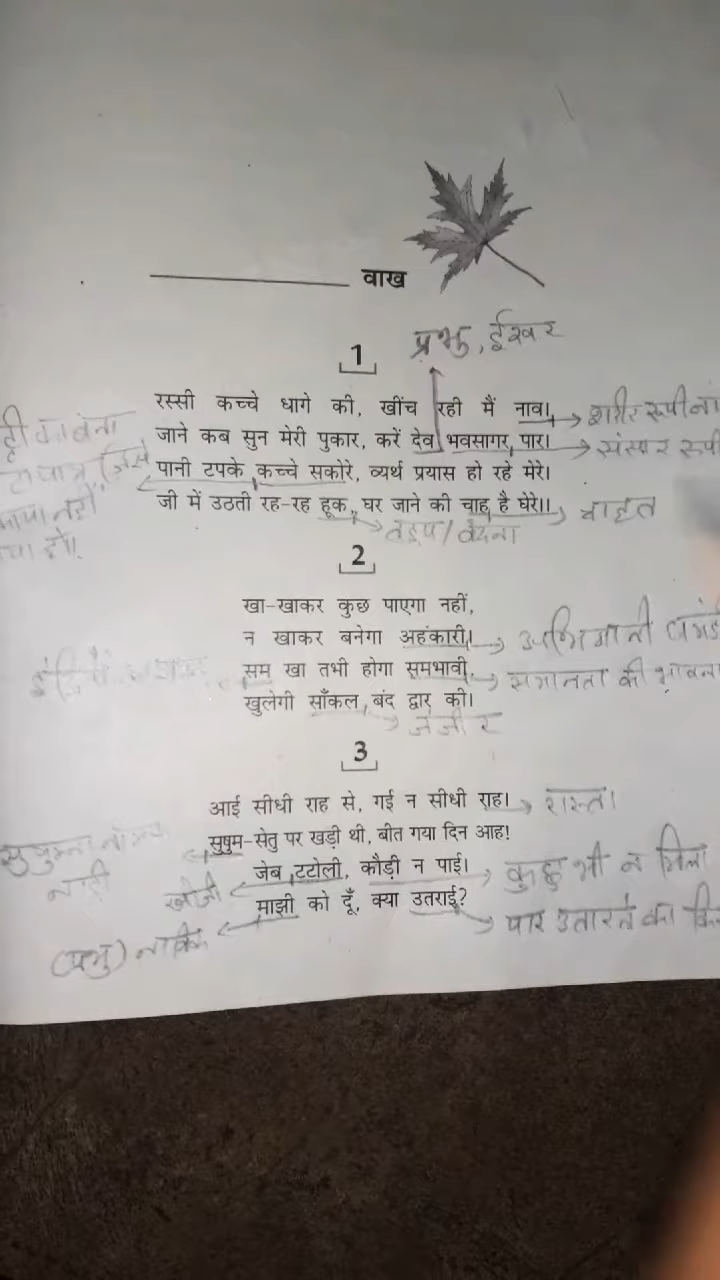 वाख
1
प्रभु, ईश्वर
रस्सी कच्चे धागे की, खींच रही मैं नाव। शरीर रूपी
जाने कब सुन मेरी पुकार, करें देव भवसागर पार। संसार रूपी
पानी टपके कच्चे सकोरे, व्यर्थ प्रयास हो रहे मेरे।
जी में उठती रह-रह हूक, घर जाने की चाह है घेरे।। चाहत
तड़प/वेदना
2
खा-खाकर कुछ पाएगा नहीं,
न खाकर बनेगा अहंकारी।
सम खा तभी होगा समभावी, समानता की भावना
खुलेगी साँकल बंद द्वार की।
जंजीर
3
आई सीधी राह से, गई न सीधी राह। रास्ता
सुषुम-सेतु पर खड़ी थी, बीत गया दिन आह!
जेब टटोली, कौड़ी न पाई। कुछ भी न मिला
खोजी
माझी को दूँ, क्या उतराई? पार उतारने का
(प्रभु)